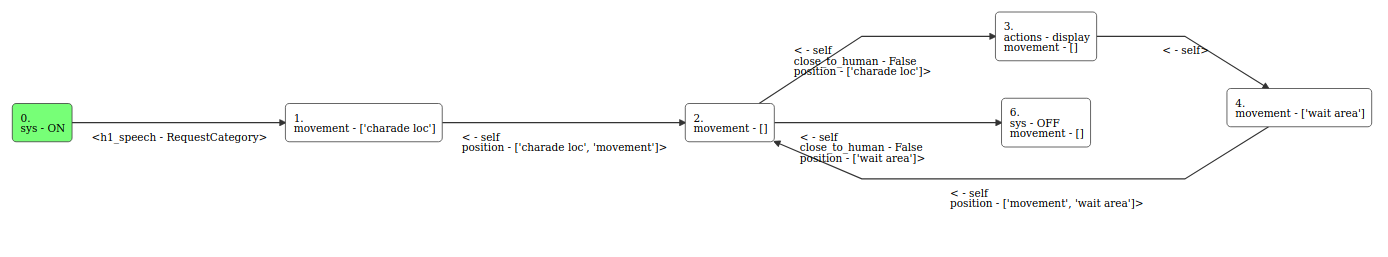 0.
sys - ON
<h1_speech - RequestCategory>
1.
movement - ['charade loc']
< - self
position - ['charade loc', 'movement']>
2.
movement - []
< - self
close_to_human - False
position - ['charade loc']>
3.
actions - display
movement - []
< - self>
4.
movement - ['wait area']
< - self
close_to_human - False
position - ['wait area']>
6.
sys - OFF
movement - []
< - self
position - ['movement', 'wait area']>